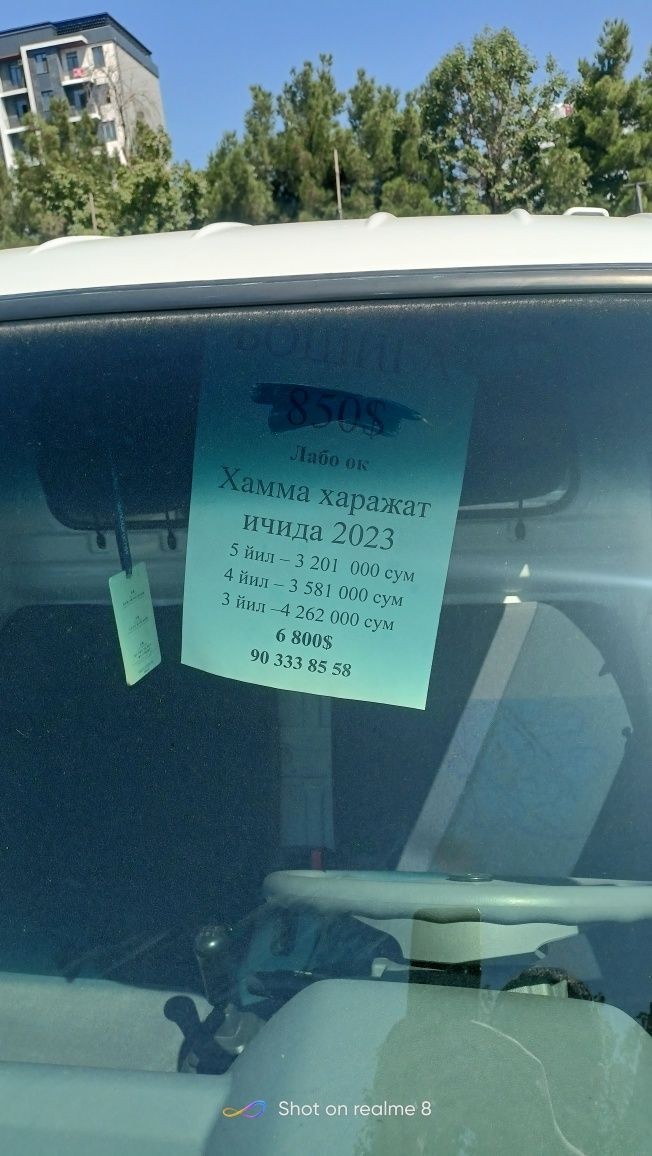 850$
Лабо ок
Хамма харажат
ичида 2023
5 йил – 3 201 000 сум
4 йил – 3 581 000 сум
3 йил –4 262 000 сум
6 800$
90 333 85 58
Shot on realme 8